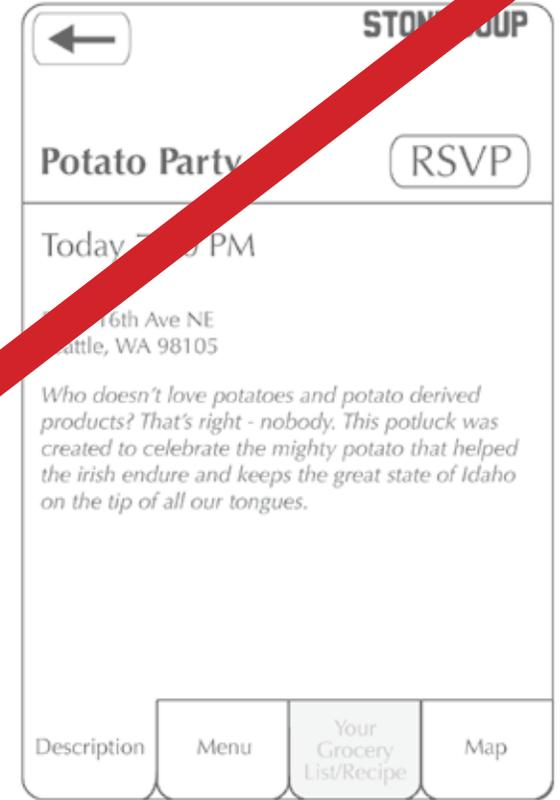 Potato Party
RSVP
Today PM
16th Ave NE
Seattle, WA 98105
Who doesn't love potatoes and potato derived
products? That's right - nobody. This potluck was
created to celebrate the mighty potato that helped
the irish endure and keeps the great state of Idaho
on the tip of all our tongues.
Description
Menu
Your
Grocery
List/Recipe
Map